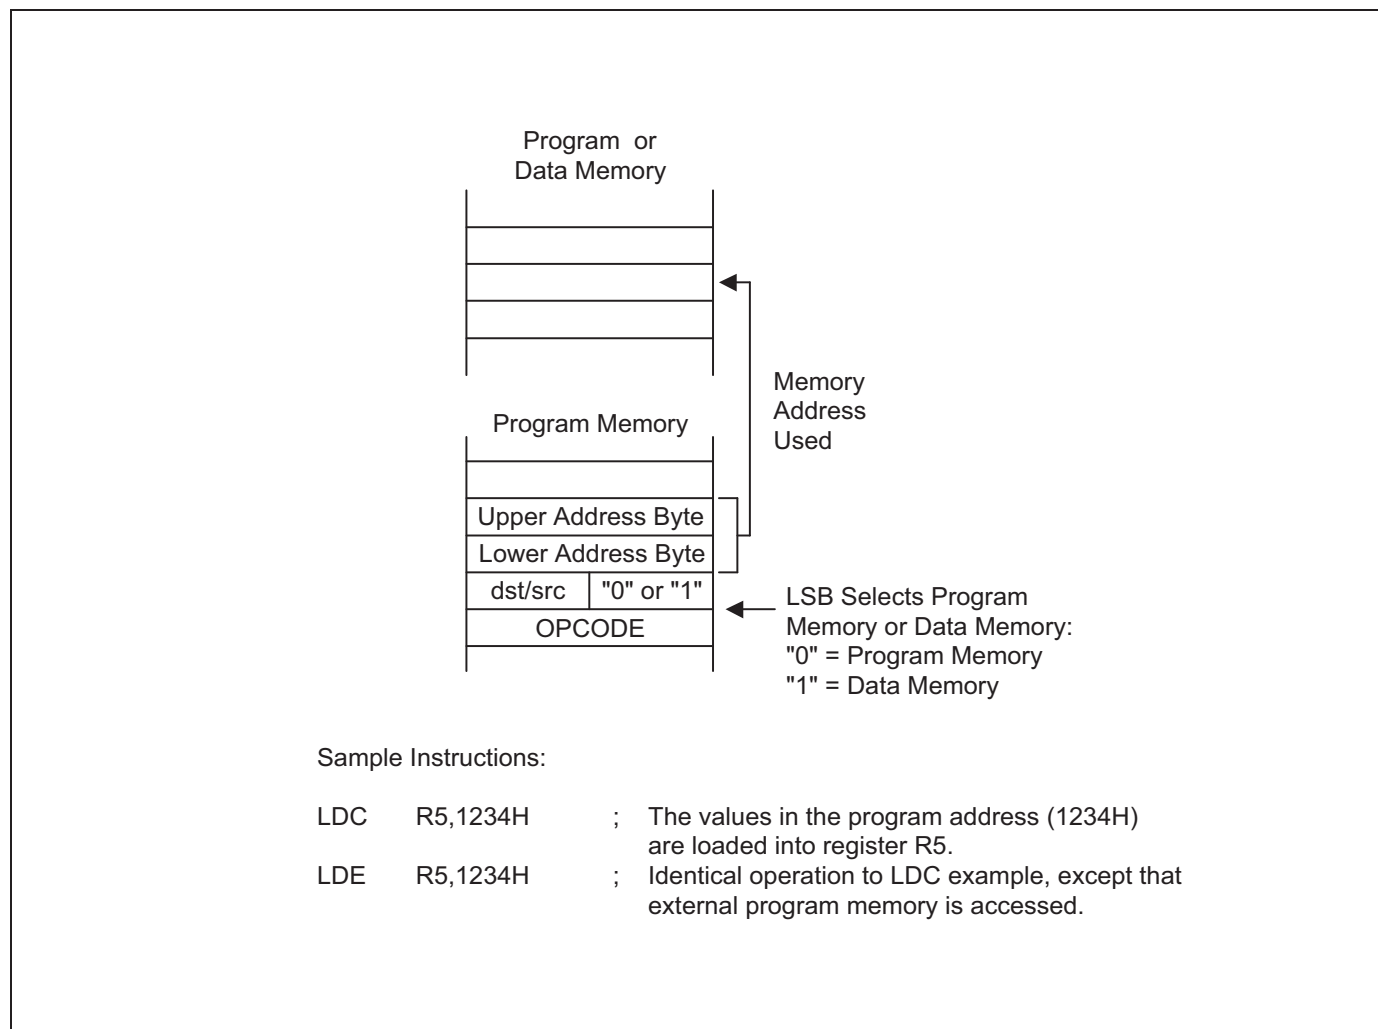 Program or
Data Memory
Memory
Address
Used
Program Memory
Upper Address Byte
Lower Address Byte
dst/src "0" or "1"
OPCODE
LSB Selects Program
Memory or Data Memory:
"0" = Program Memory
"1" = Data Memory
Sample Instructions:
LDC R5,1234H ; The values in the program address (1234H)
are loaded into register R5.
LDE R5,1234H ; Identical operation to LDC example, except that
external program memory is accessed.